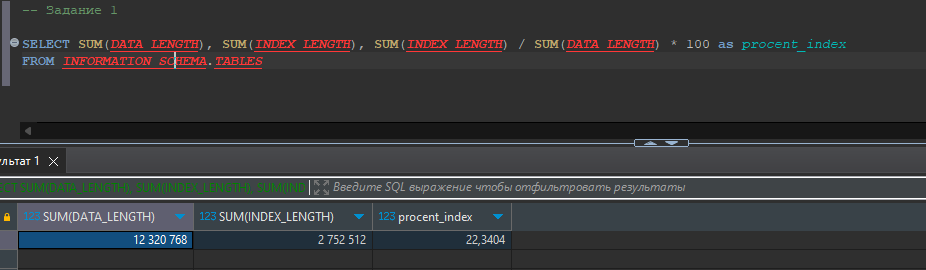 -- Задание 1
SELECT SUM(DATA_LENGTH), SUM(INDEX_LENGTH), SUM(INDEX_LENGTH) / SUM(DATA_LENGTH) * 100 as procent_index
FROM INFORMATION_SCHEMA.TABLES
ультат 1
ECT SUM(DATA_LENGTH), SUM(INDEX_LENGTH), SUM(IND Введите SQL выражение чтобы отфильтровать результаты
123 SUM(DATA_LENGTH) 123 SUM(INDEX_LENGTH) 123 procent_index
12 320 768 2 752 512 22,3404